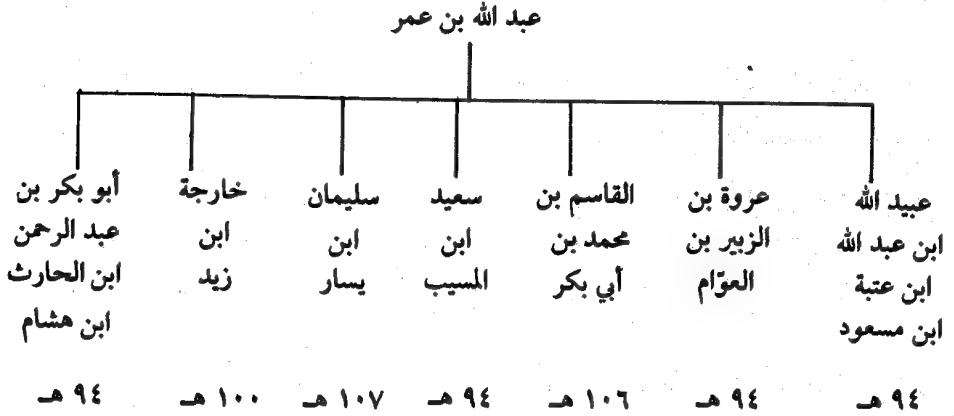 عبد الله بن عمر
عبيد الله
ابن عبد الله
ابن عتبة
ابن مسعود
٩٤ هـ
عروة بن
الزبير بن
العوّام
٩٤ هـ
القاسم بن
محمد بن
أبي بكر
١٠٦ هـ
سعيد
ابن
المسيب
٩٤ هـ
سليمان
ابن
يسار
١٠٧ هـ
خارجة
ابن
زيد
١٠٠ هـ
أبو بكر بن
عبد الرحمن
ابن الحارث
ابن هشام
٩٤ هـ